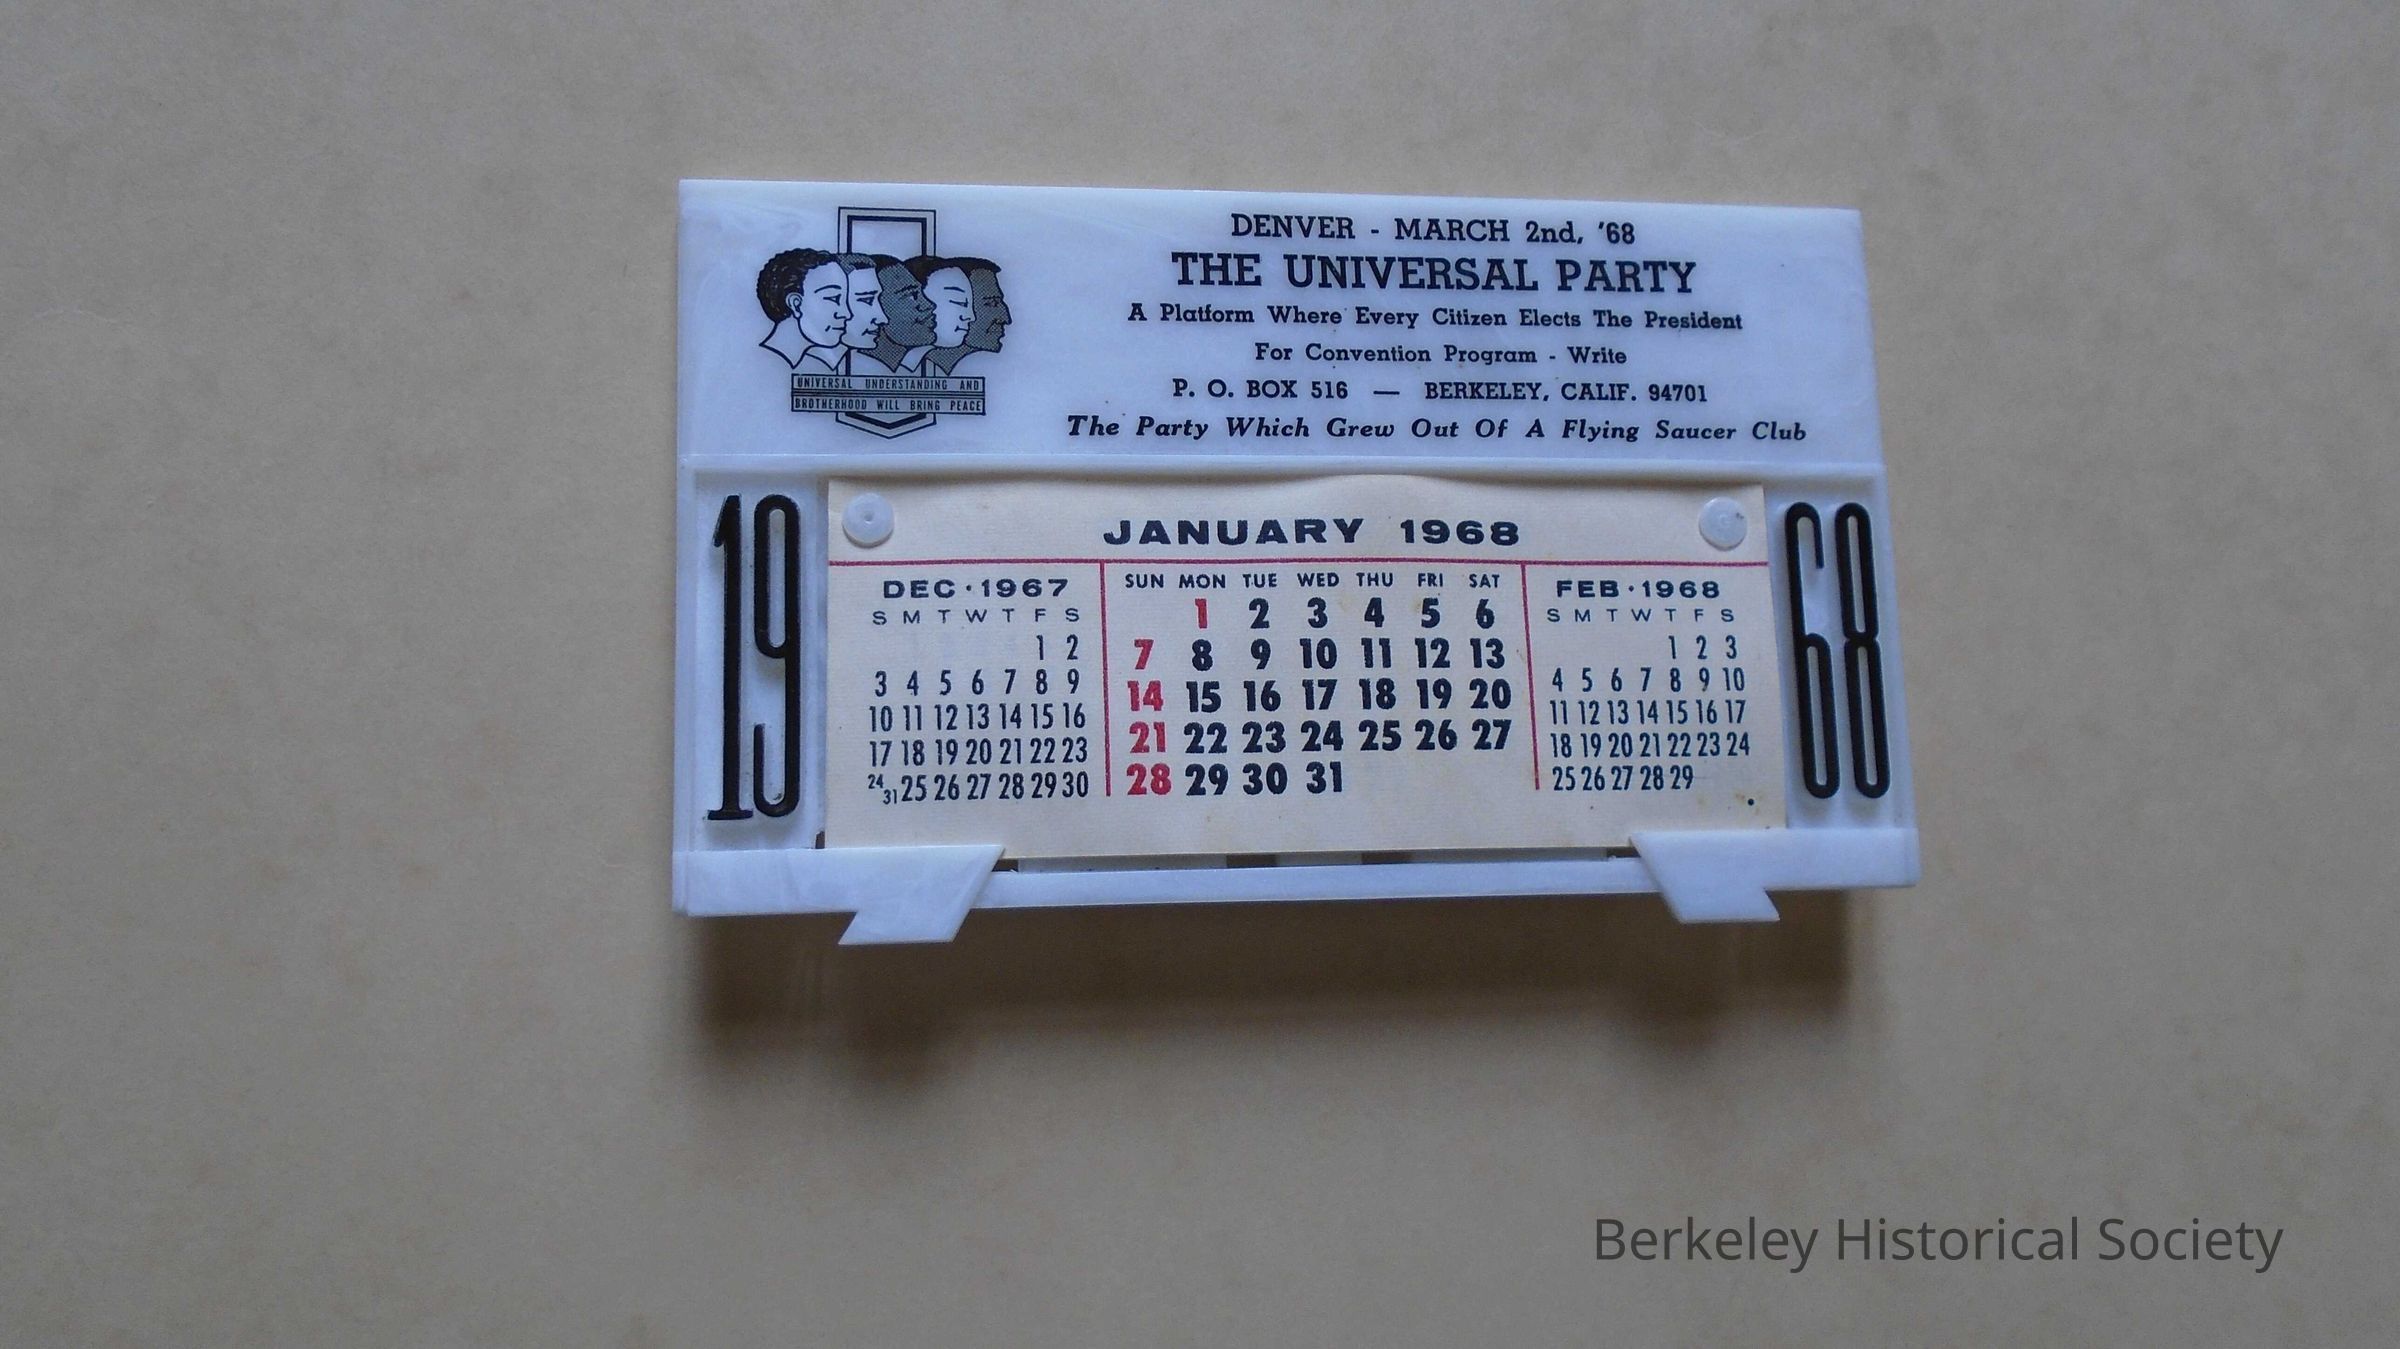 DENVER - MARCH 2nd, '68
THE UNIVERSAL PARTY
A Platform Where Every Citizen Elects The President
For Convention Program - Write
P. O. BOX 516 — BERKELEY, CALIF. 94701
The Party Which Grew Out Of A Flying Saucer Club
UNIVERSAL UNDERSTANDING AND
BROTHERHOOD WILL BRING PEACE
19
JANUARY 1968
DEC · 1967
S M T W T F S
1 2
3 4 5 6 7 8 9
10 11 12 13 14 15 16
17 18 19 20 21 22 23
24 31 25 26 27 28 29 30
SUN MON TUE WED THU FRI SAT
1 2 3 4 5 6
7 8 9 10 11 12 13
14 15 16 17 18 19 20
21 22 23 24 25 26 27
28 29 30 31
FEB · 1968
S M T W T F S
1 2 3
4 5 6 7 8 9 10
11 12 13 14 15 16 17
18 19 20 21 22 23 24
25 26 27 28 29
68
Berkeley Historical Society